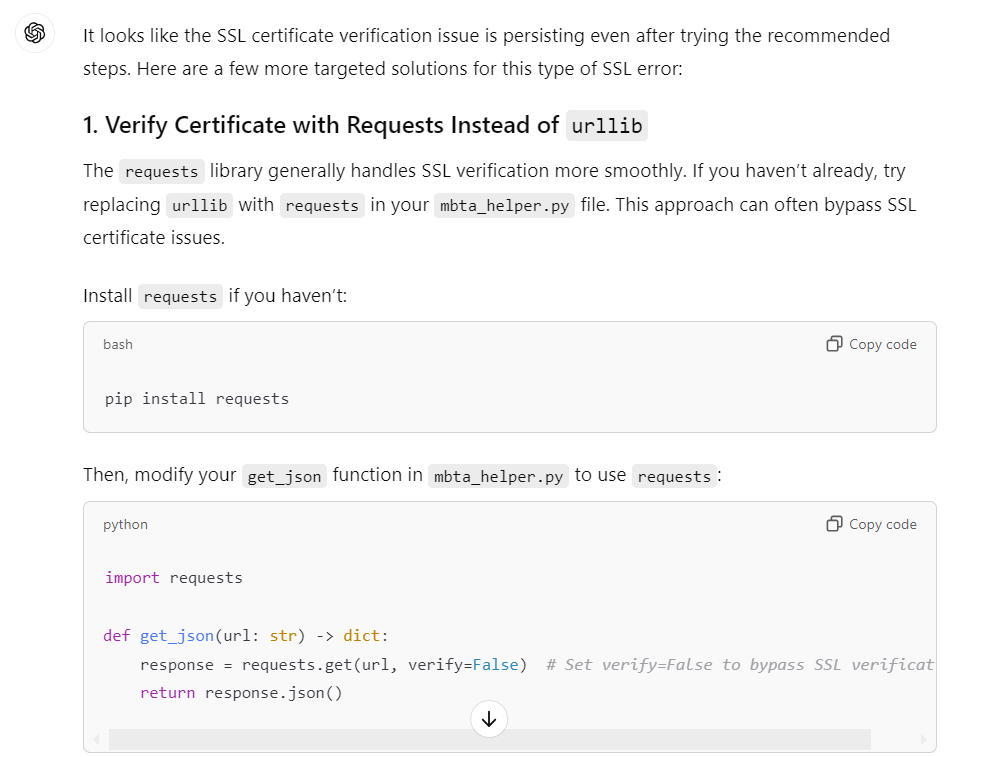 It looks like the SSL certificate verification issue is persisting even after trying the recommended
steps. Here are a few more targeted solutions for this type of SSL error:
1. Verify Certificate with Requests Instead of urllib
The requests library generally handles SSL verification more smoothly. If you haven’t already, try
replacing urllib with requests in your mbta_helper.py file. This approach can often bypass SSL
certificate issues.
Install requests if you haven’t:
bash Copy code
pip install requests
Then, modify your get_json function in mbta_helper.py to use requests:
python Copy code
import requests
def get_json(url: str) -> dict:
    response = requests.get(url, verify=False)  # Set verify=False to bypass SSL verificat
    return response.json()